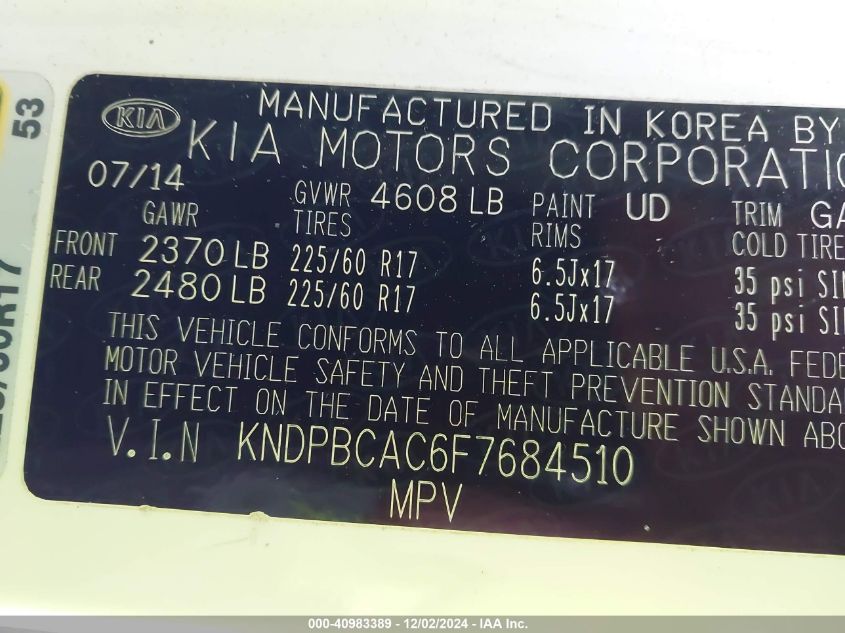 53
KIA
MANUFACTURED IN KOREA BY
KIA MOTORS CORPORATIO
07/14 GVWR 4608 LB PAINT UD TRIM GA
GAWR TIRES RIMS COLD TIRE
FRONT 2370 LB 225/60 R17 6.5Jx17 35 psi SIN
REAR 2480 LB 225/60 R17 6.5Jx17 35 psi SIN
THIS VEHICLE CONFORMS TO ALL APPLICABLE U.S.A. FEDE
MOTOR VEHICLE SAFETY AND THEFT PREVENTION STANDA
IN EFFECT ON THE DATE OF MANUFACTURE SHOWN ABO
V.I.N KNDPBCAC6F7684510
MPV
000-40983389 - 12/02/2024 - IAA Inc.